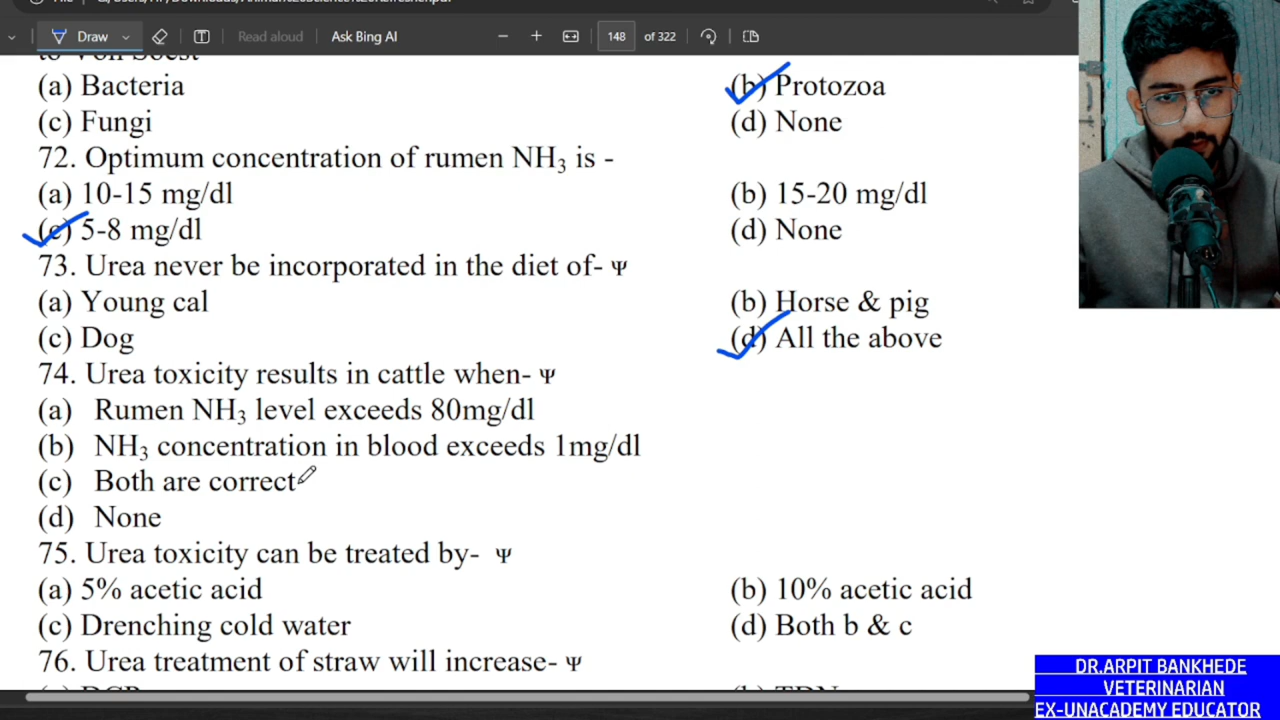 Draw
Read aloud
Ask Bing AI
148 of 322
to Von Soest
(a) Bacteria (b) Protozoa
(c) Fungi (d) None
72. Optimum concentration of rumen NH₃ is -
(a) 10-15 mg/dl (b) 15-20 mg/dl
(c) 5-8 mg/dl (d) None
73. Urea never be incorporated in the diet of- Ψ
(a) Young cal (b) Horse & pig
(c) Dog (d) All the above
74. Urea toxicity results in cattle when- Ψ
(a) Rumen NH₃ level exceeds 80mg/dl
(b) NH₃ concentration in blood exceeds 1mg/dl
(c) Both are correct
(d) None
75. Urea toxicity can be treated by- Ψ
(a) 5% acetic acid (b) 10% acetic acid
(c) Drenching cold water (d) Both b & c
76. Urea treatment of straw will increase- Ψ
(a) DCP (b) TDN
DR.ARPIT BANKHEDE
VETERINARIAN
EX-UNACADEMY EDUCATOR